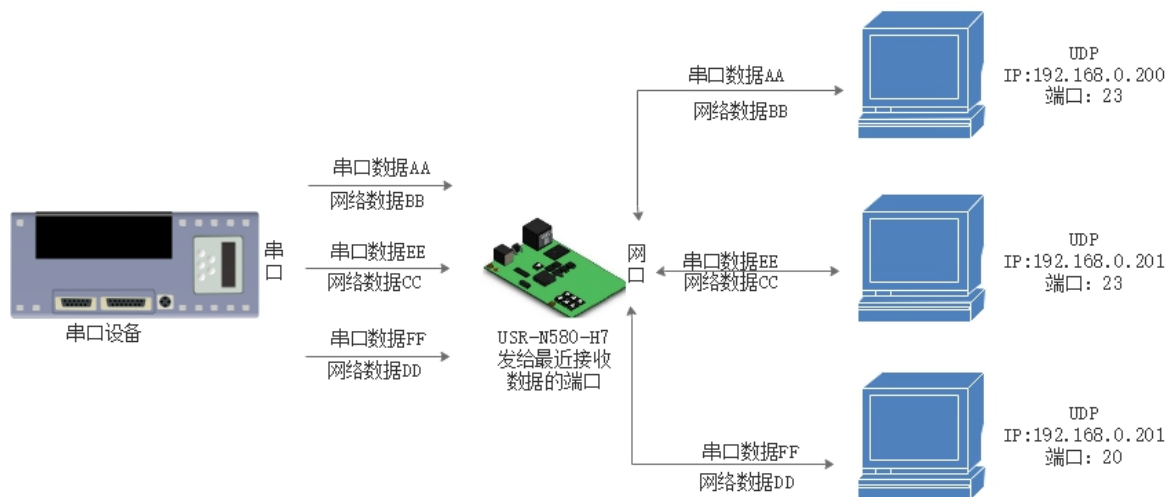 串口数据AA
网络数据BB
串口数据EE
网络数据CC
串口数据FF
网络数据DD
串口
串口设备
USR-N580-H7
发给最近接收
数据的端口
网口
串口数据AA
网络数据BB
串口数据EE
网络数据CC
串口数据FF
网络数据DD
UDP
IP:192.168.0.200
端口: 23
UDP
IP:192.168.0.201
端口: 23
UDP
IP:192.168.0.201
端口: 20